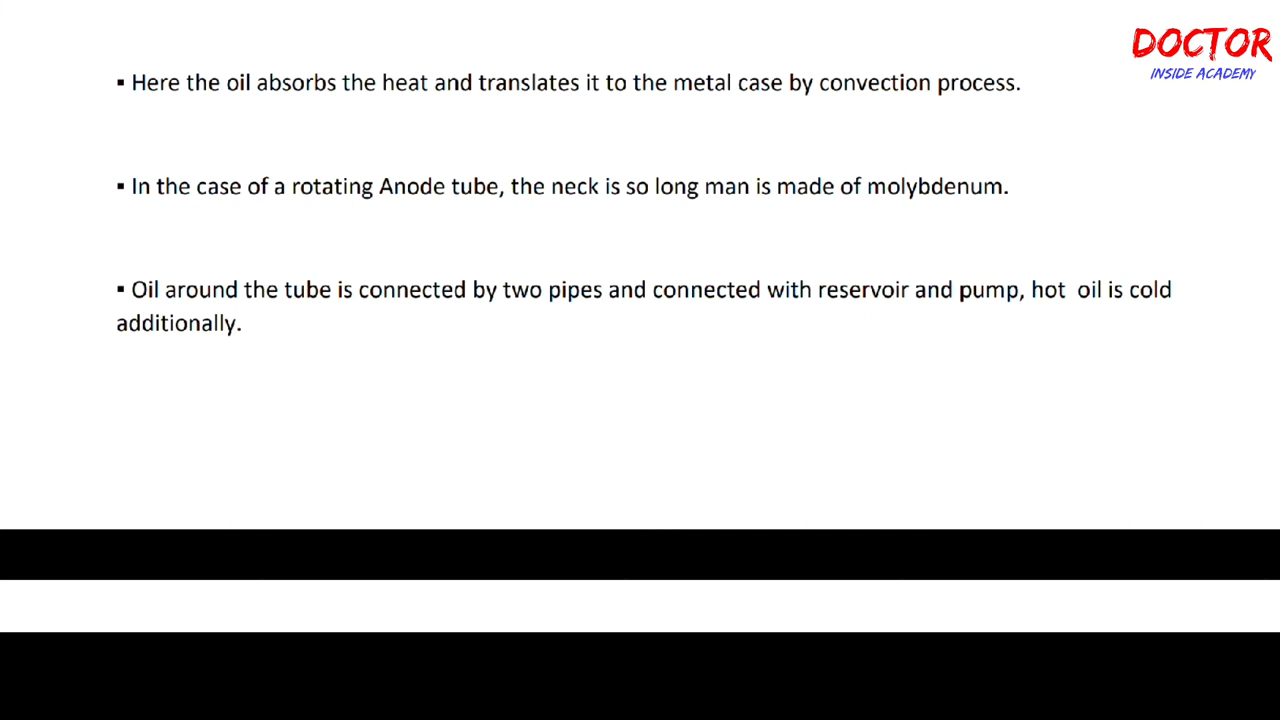 DOCTOR
INSIDE ACADEMY
▪ Here the oil absorbs the heat and translates it to the metal case by convection process.
▪ In the case of a rotating Anode tube, the neck is so long man is made of molybdenum.
▪ Oil around the tube is connected by two pipes and connected with reservoir and pump, hot  oil is cold
additionally.